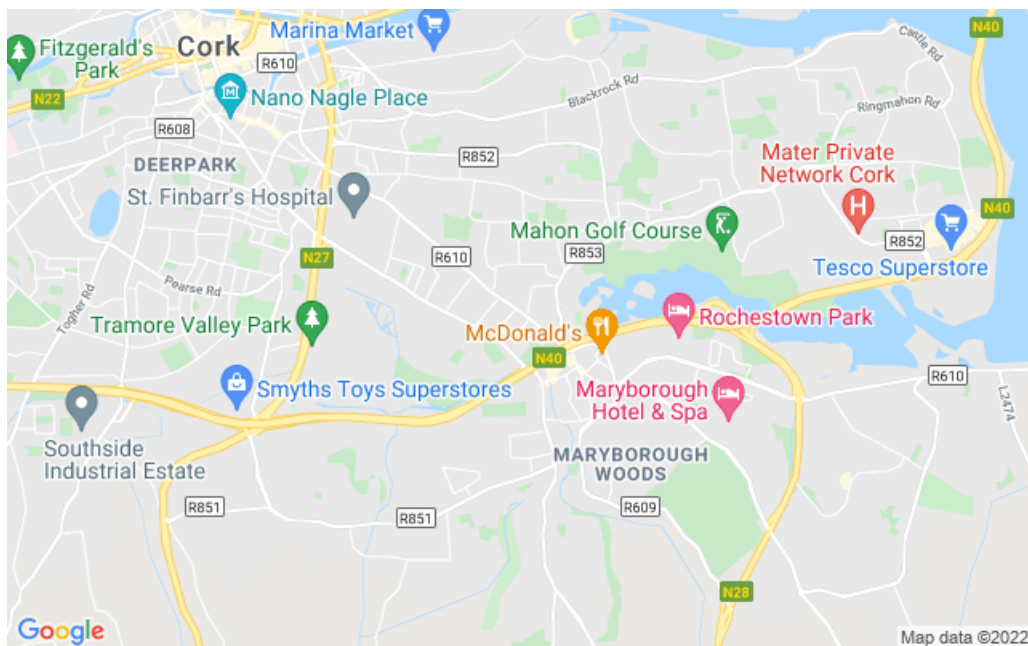 Marina Market
N40
Castle Rd
Fitzgerald's
Park
Cork
R610
Blackrock Rd
Ringmahon Rd
N22
Nano Nagle Place
R608
Mater Private
Network Cork
DEERPARK
R852
St. Finbarr's Hospital
N40
Mahon Golf Course
R852
R610
R853
N27
Tesco Superstore
Pearse Rd
Togher Rd
Tramore Valley Park
McDonald's
Rochestown Park
N40
R610
Smyths Toys Superstores
Maryborough
Hotel & Spa
L2474
Southside
Industrial Estate
MARYBOROUGH
WOODS
R851
R609
R851
N28
Google
Map data ©2022